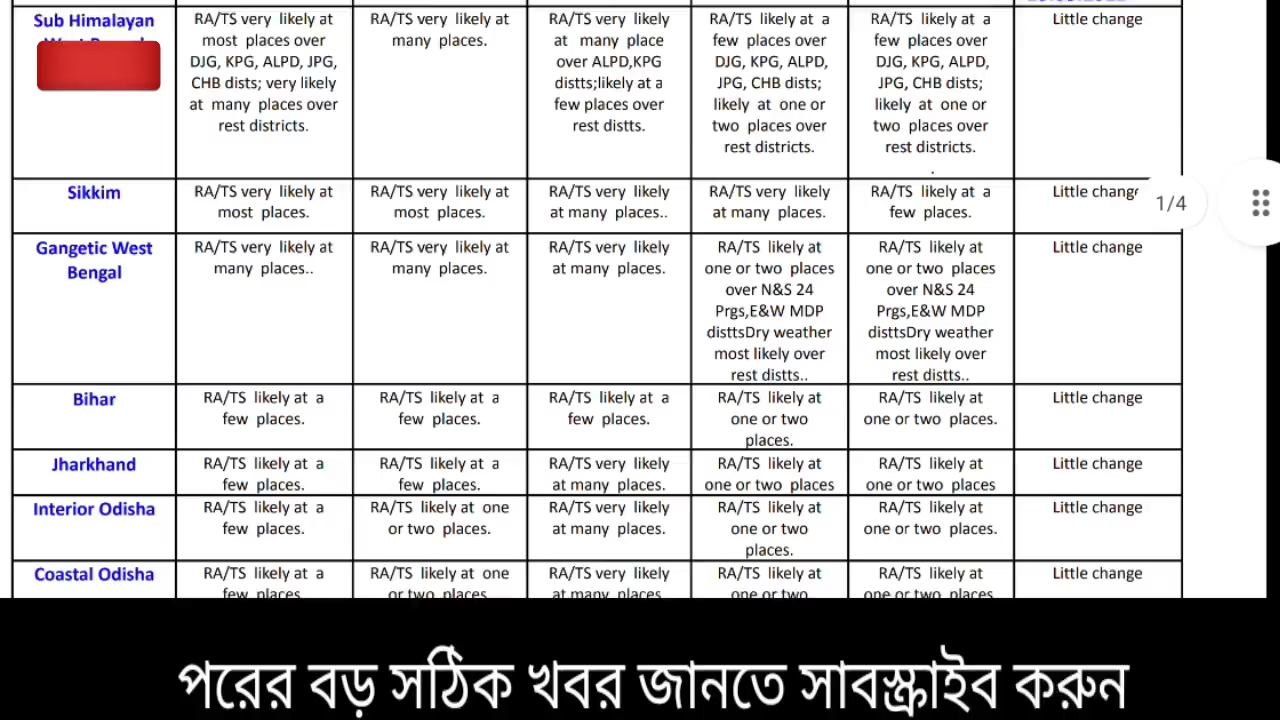 Sub Himalayan
RA/TS very likely at
most places over
DJG, KPG, ALPD, JPG,
CHB dists; very likely
at many places over
rest districts.
RA/TS very likely at
many places.
RA/TS very likely
at many place
over ALPD,KPG
distts;likely at a
few places over
rest distts.
RA/TS likely at a
few places over
DJG, KPG, ALPD,
JPG, CHB dists;
likely at one or
two places over
rest districts.
RA/TS likely at a
few places over
DJG, KPG, ALPD,
JPG, CHB dists;
likely at one or
two places over
rest districts.
.
Little change
Sikkim
RA/TS very likely at
most places.
RA/TS very likely at
most places.
RA/TS very likely
at many places..
RA/TS very likely
at many places.
RA/TS likely at a
few places.
Little change
1/4
Gangetic West
Bengal
RA/TS very likely at
many places..
RA/TS very likely at
many places.
RA/TS very likely
at many places.
RA/TS likely at
one or two places
over N&S 24
Prgs,E&W MDP
disttsDry weather
most likely over
rest distts..
RA/TS likely at
one or two places
over N&S 24
Prgs,E&W MDP
disttsDry weather
most likely over
rest distts..
Little change
Bihar
RA/TS likely at a
few places.
RA/TS likely at a
few places.
RA/TS likely at a
few places.
RA/TS likely at
one or two
places.
RA/TS likely at
one or two places.
Little change
Jharkhand
RA/TS likely at a
few places.
RA/TS likely at a
few places.
RA/TS very likely
at many places.
RA/TS likely at
one or two places
RA/TS likely at
one or two places
Little change
Interior Odisha
RA/TS likely at a
few places.
RA/TS likely at one
or two places.
RA/TS very likely
at many places.
RA/TS likely at
one or two
places.
RA/TS likely at
one or two places.
Little change
Coastal Odisha
RA/TS likely at a
few places
RA/TS likely at one
or two places
RA/TS very likely
at many places
RA/TS likely at
one or two
RA/TS likely at
one or two places
Little change
পরের বড় সঠিক খবর জানতে সাবস্ক্রাইব করুন